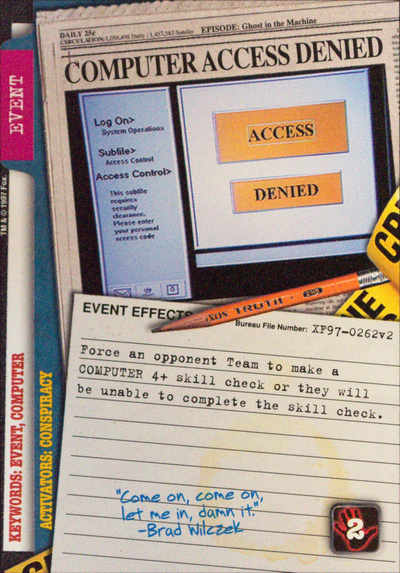 DAILY 25¢
EPISODE: Ghost in the Machine
CIRCULATION: 1,056,498 Daily / 1,457,582 Sunday
COMPUTER ACCESS DENIED
EVENT
Log On>
System Operations
Subfile>
Access Control
Access Control>
This subfile
requires
security
clearance.
Please enter
your personal
access code
ACCESS
DENIED
TM & © 1997 Fox.
EVENT EFFECTS
TRUTH
Bureau File Number: XF97-0262v2
Force an opponent Team to make a
COMPUTER 4+ skill check or they will
be unable to complete the skill check.
KEYWORDS: EVENT, COMPUTER
ACTIVATORS: CONSPIRACY
"Come on, come on,
let me in, damn it."
-Brad Wilczek
2